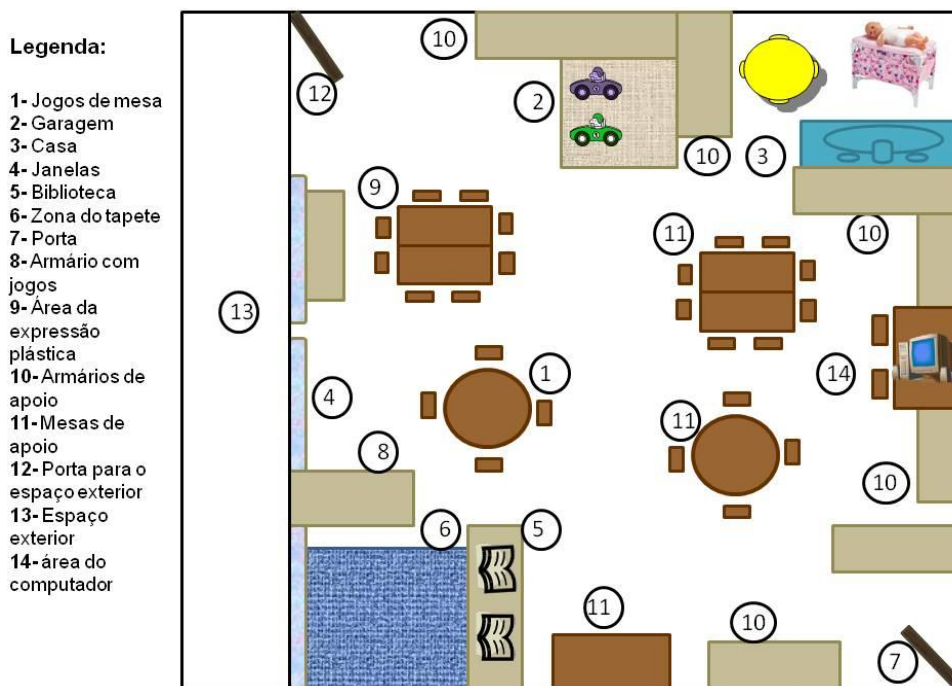 Legenda:
1- Jogos de mesa
2- Garagem
3- Casa
4- Janelas
5- Biblioteca
6- Zona do tapete
7- Porta
8- Armário com
jogos
9- Área da
expressão
plástica
10- Armários de
apoio
11- Mesas de
apoio
12- Porta para o
espaço exterior
13- Espaço
exterior
14- área do
computador
10
12
2
10
3
9
11
10
13
1
14
4
11
8
10
6
5
11
10
7